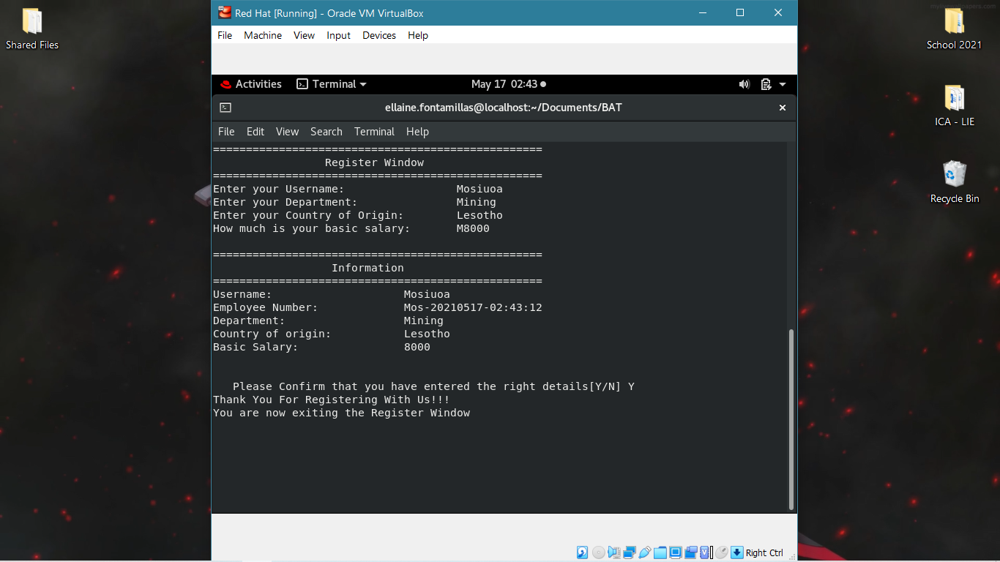 Red Hat [Running] - Oracle VM VirtualBox
File Machine View Input Devices Help
Shared Files
School 2021
ICA - LIE
Recycle Bin
Activities Terminal May 17 02:43
ellaine.fontamillas@localhost:~/Documents/BAT
File Edit View Search Terminal Help
==================================================
Register Window
==================================================
Enter your Username: Mosiuoa
Enter your Department: Mining
Enter your Country of Origin: Lesotho
How much is your basic salary: M8000
==================================================
Information
==================================================
Username: Mosiuoa
Employee Number: Mos-20210517-02:43:12
Department: Mining
Country of origin: Lesotho
Basic Salary: 8000
Please Confirm that you have entered the right details[Y/N] Y
Thank You For Registering With Us!!!
You are now exiting the Register Window
Right Ctrl